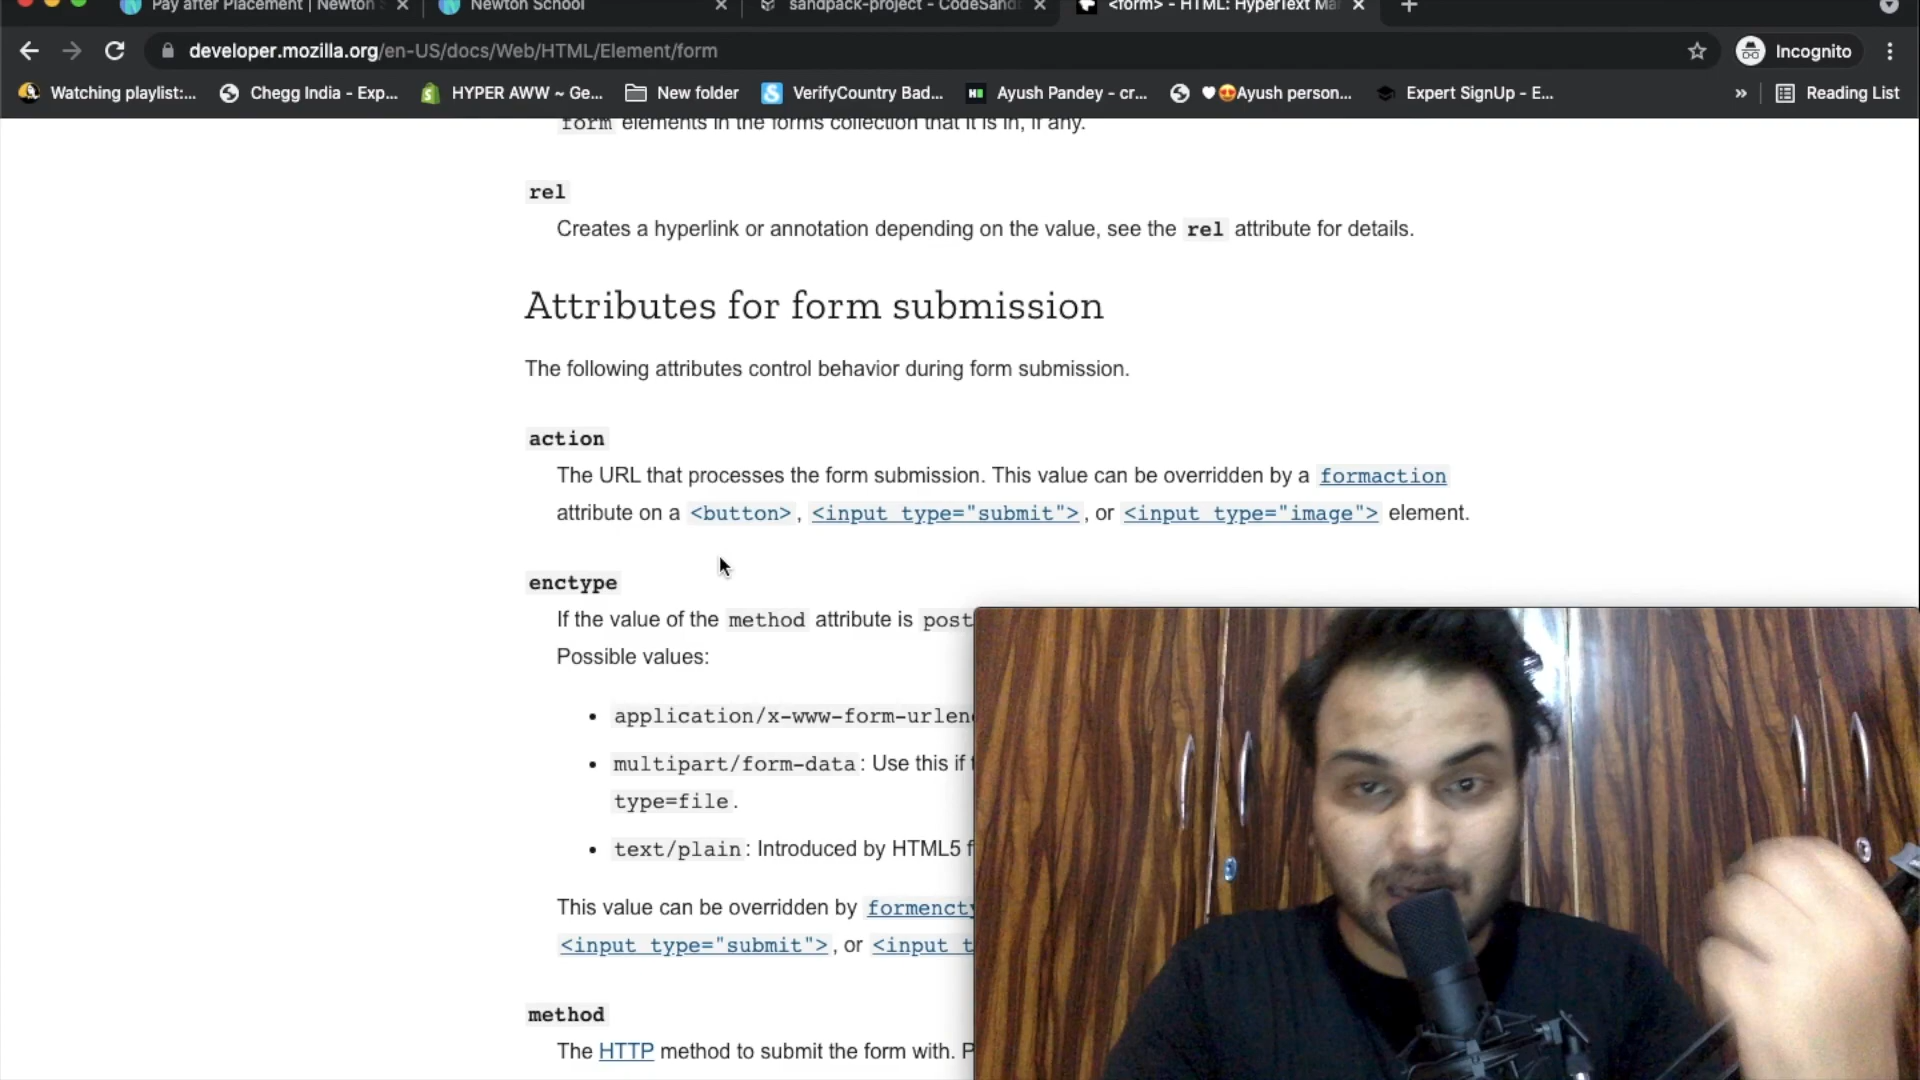 Pay after Placement | Newton S
Newton School
sandpack-project - CodeSand
<form> - HTML: HyperText Mar
developer.mozilla.org/en-US/docs/Web/HTML/Element/form
Incognito
Watching playlist:...
Chegg India - Exp...
HYPER AWW ~ Ge...
New folder
VerifyCountry Bad...
Ayush Pandey - cr...
♥😍Ayush person...
Expert SignUp - E...
»
Reading List
form elements in the forms collection that it is in, if any.
rel
Creates a hyperlink or annotation depending on the value, see the rel attribute for details.
Attributes for form submission
The following attributes control behavior during form submission.
action
The URL that processes the form submission. This value can be overridden by a formaction
attribute on a <button>, <input type="submit">, or <input type="image"> element.
enctype
If the value of the method attribute is post
Possible values:
• application/x-www-form-urlenc
• multipart/form-data: Use this if t
type=file.
• text/plain: Introduced by HTML5 f
This value can be overridden by formencty
<input type="submit">, or <input t
method
The HTTP method to submit the form with. P